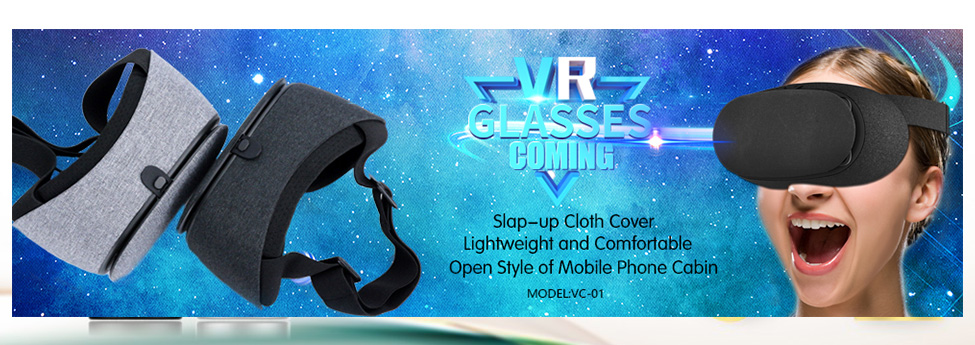 VR
GLASSES
COMING
Slap-up Cloth Cover
Lightweight and Comfortable
Open Style of Mobile Phone Cabin
MODEL:VC-01